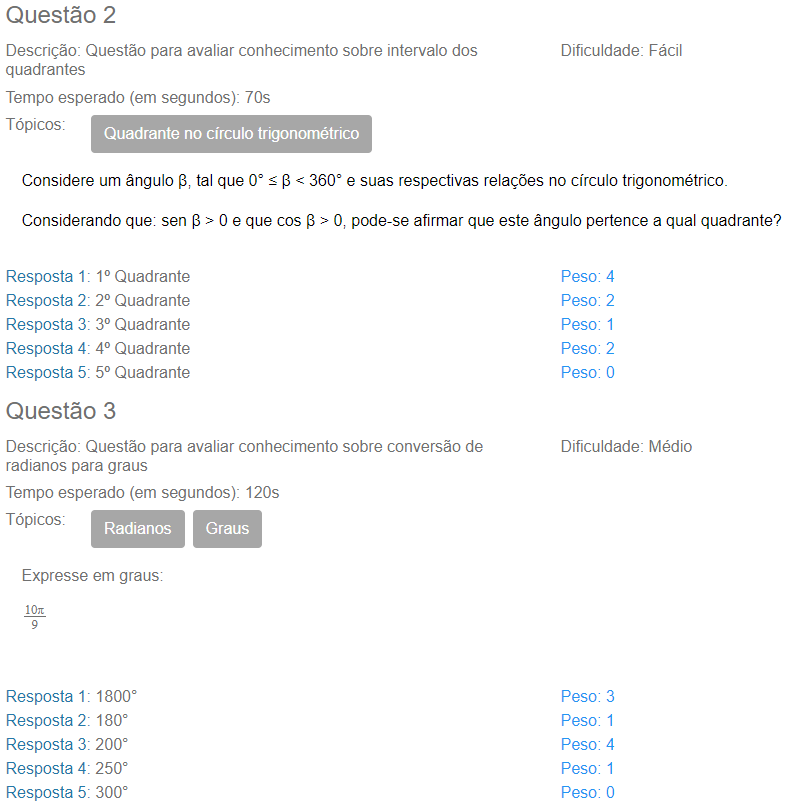 Questão 2
Descrição: Questão para avaliar conhecimento sobre intervalo dos quadrantes
Dificuldade: Fácil
Tempo esperado (em segundos): 70s
Tópicos: Quadrante no círculo trigonométrico
Considere um ângulo β, tal que 0° ≤ β < 360° e suas respectivas relações no círculo trigonométrico.
Considerando que: sen β > 0 e que cos β > 0, pode-se afirmar que este ângulo pertence a qual quadrante?
Resposta 1: 1º Quadrante Peso: 4
Resposta 2: 2º Quadrante Peso: 2
Resposta 3: 3º Quadrante Peso: 1
Resposta 4: 4º Quadrante Peso: 2
Resposta 5: 5º Quadrante Peso: 0
Questão 3
Descrição: Questão para avaliar conhecimento sobre conversão de radianos para graus
Dificuldade: Médio
Tempo esperado (em segundos): 120s
Tópicos: Radianos Graus
Expresse em graus:
10π
9
Resposta 1: 1800° Peso: 3
Resposta 2: 180° Peso: 1
Resposta 3: 200° Peso: 4
Resposta 4: 250° Peso: 1
Resposta 5: 300° Peso: 0